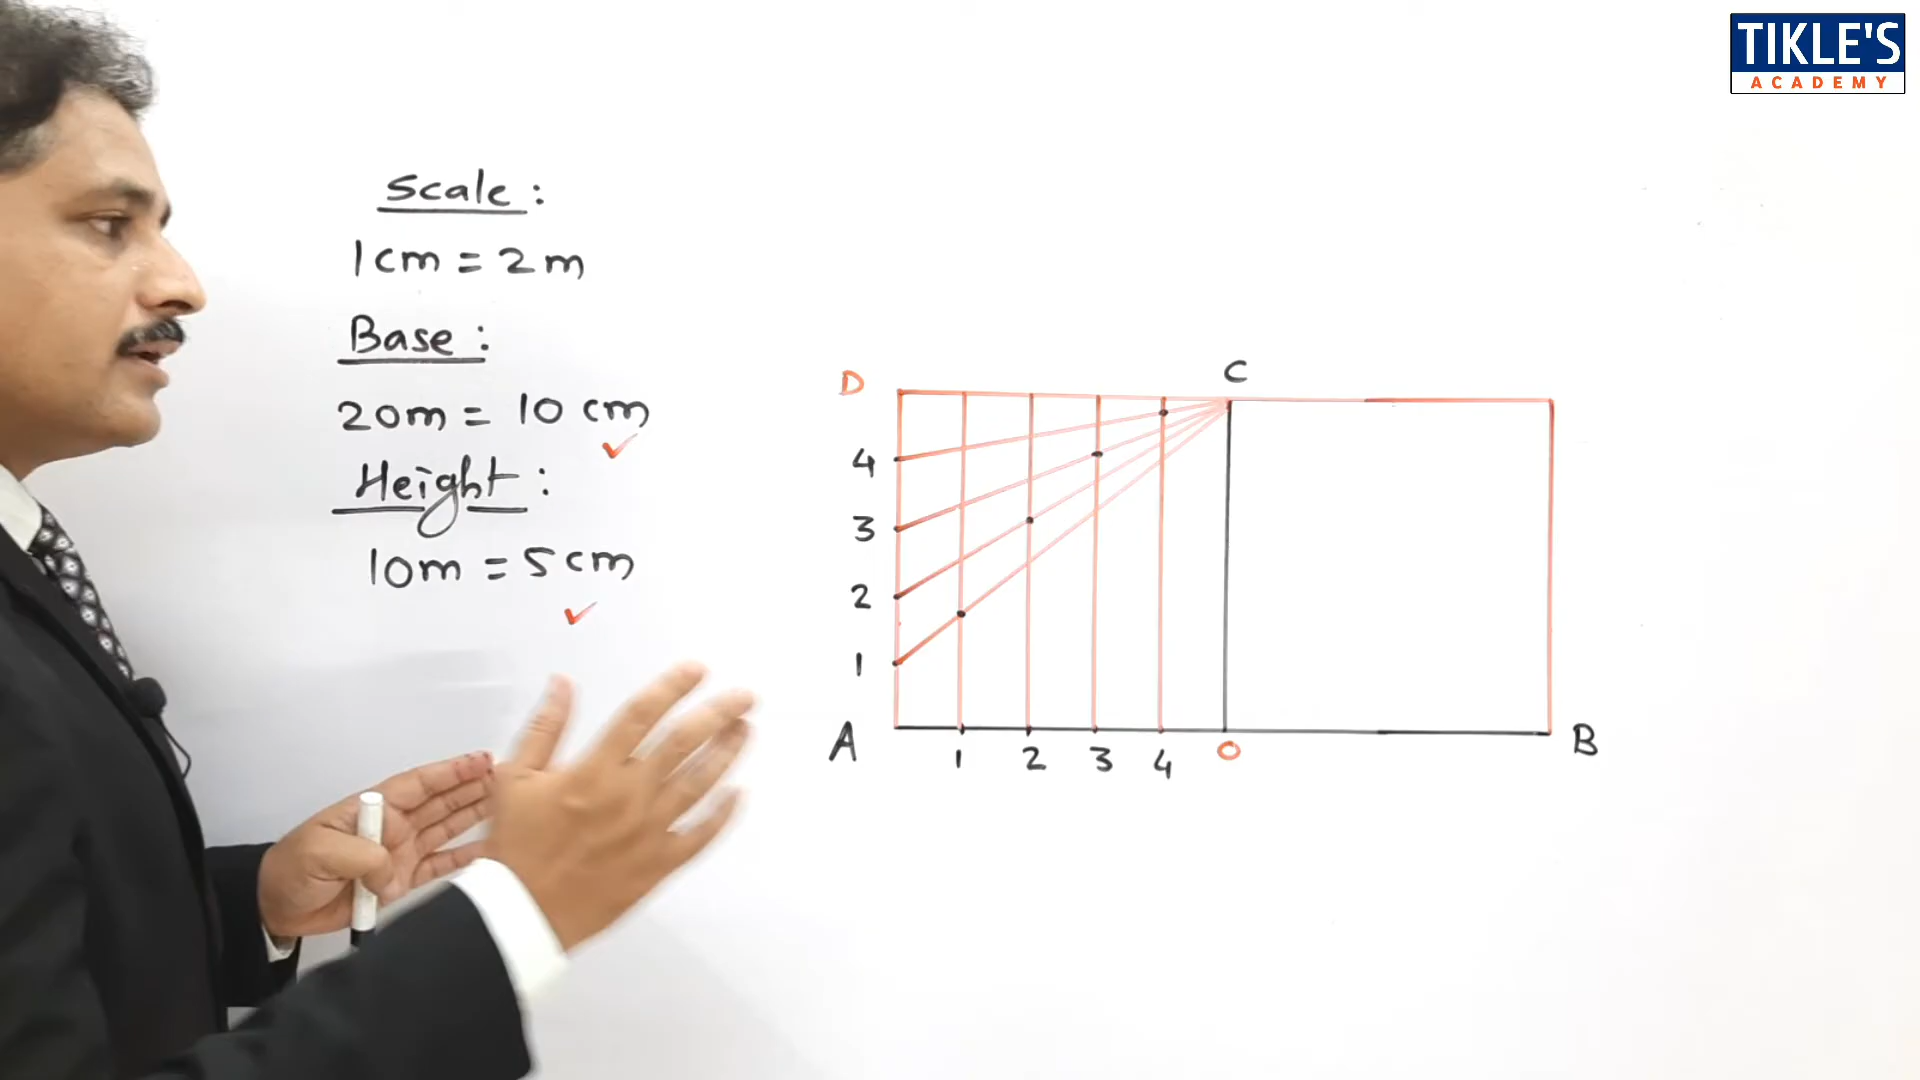 TIKLE'S
ACADEMY
Scale:
1cm = 2m
Base:
20m = 10 cm
Height:
10m = 5cm
D
C
4
3
2
1
A
B
1 2 3 4 O